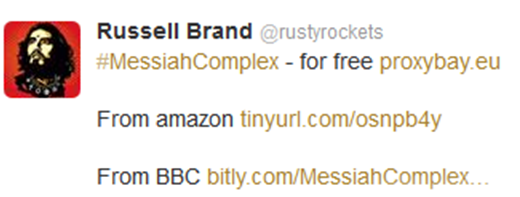 Russell Brand @rustyrockets
#MessiahComplex - for free proxybay.eu
From amazon tinyurl.com/osnpb4y
From BBC bitly.com/MessiahComplex…